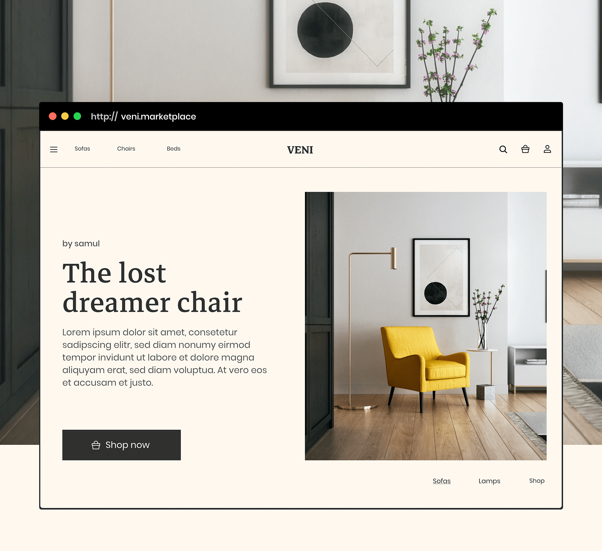 http:// veni.marketplace
Sofas Chairs Beds VENI
by samul
The lost
dreamer chair
Lorem ipsum dolor sit amet, consetetur
sadipscing elitr, sed diam nonumy eirmod
tempor invidunt ut labore et dolore magna
aliquyam erat, sed diam voluptua. At vero eos
et accusam et justo.
Shop now
Sofas Lamps Shop